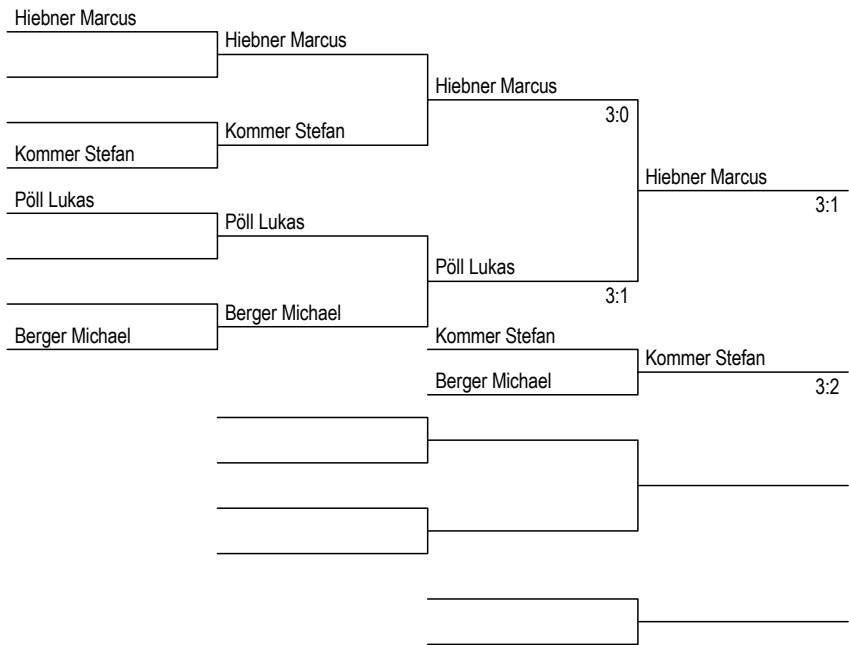 Hiebner Marcus
Hiebner Marcus
Hiebner Marcus
3:0
Kommer Stefan
Kommer Stefan
Hiebner Marcus
3:1
Pöll Lukas
Pöll Lukas
Pöll Lukas
3:1
Berger Michael
Berger Michael
Kommer Stefan
Kommer Stefan
3:2
Berger Michael